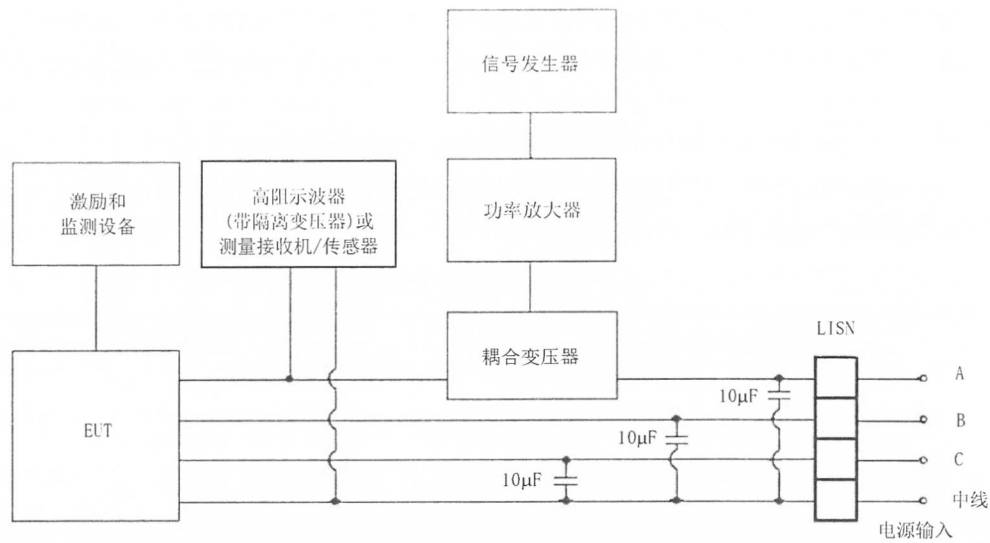 信号发生器
激励和
监测设备
高阻示波器
(带隔离变压器)或
测量接收机/传感器
功率放大器
耦合变压器
LISN
EUT
10μF
A
10μF
B
10μF
C
中线
电源输入